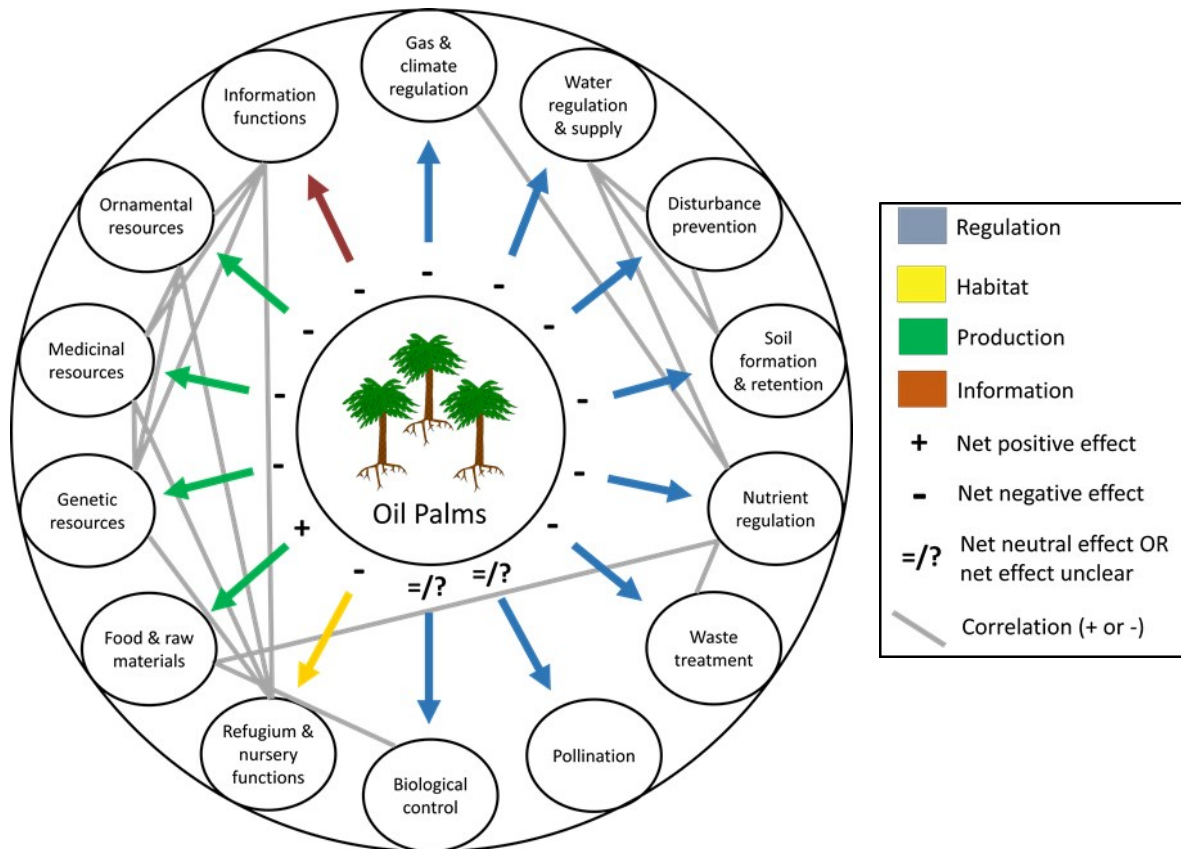 Gas &
climate
regulation
Water
regulation
& supply
Disturbance
prevention
Soil
formation
& retention
Nutrient
regulation
Waste
treatment
Pollination
Biological
control
Refugium &
nursery
functions
Food & raw
materials
Genetic
resources
Medicinal
resources
Ornamental
resources
Information
functions
-
-
-
-
-
-
-
=/?
=/?
-
+
-
-
-
-
Oil Palms
Regulation
Habitat
Production
Information
+ Net positive effect
- Net negative effect
=/? Net neutral effect OR
net effect unclear
Correlation (+ or -)